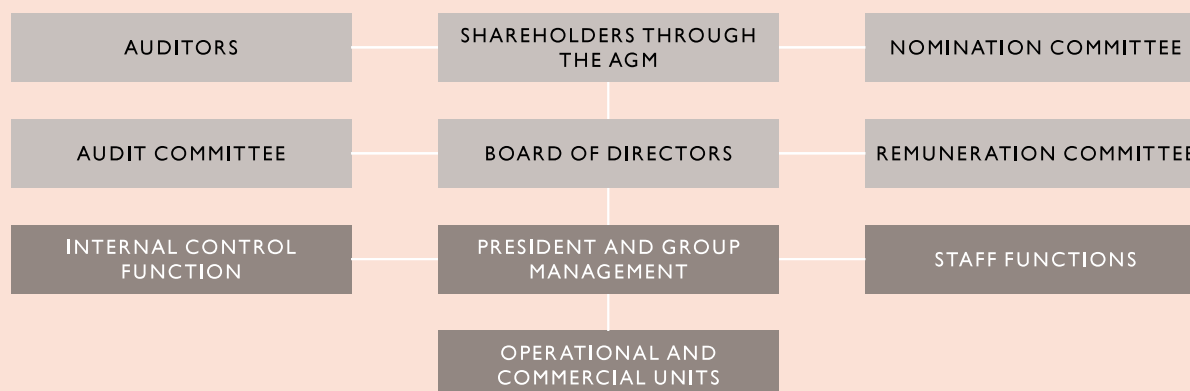 AUDITORS
SHAREHOLDERS THROUGH
THE AGM
NOMINATION COMMITTEE
AUDIT COMMITTEE
BOARD OF DIRECTORS
REMUNERATION COMMITTEE
INTERNAL CONTROL
FUNCTION
PRESIDENT AND GROUP
MANAGEMENT
STAFF FUNCTIONS
OPERATIONAL AND
COMMERCIAL UNITS